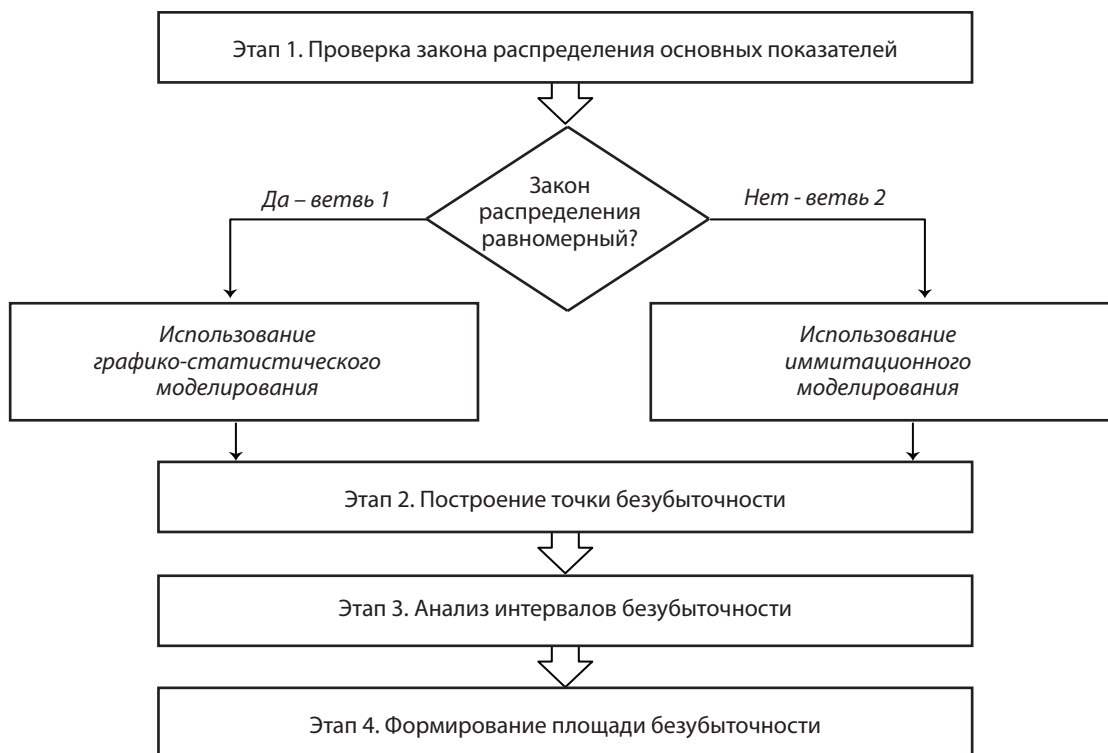 Этап 1. Проверка закона распределения основных показателей
Закон
распределения
равномерный?
Да – ветвь 1
Нет - ветвь 2
Использование
графико-статистического
моделирования
Использование
иммитационного
моделирования
Этап 2. Построение точки безубыточности
Этап 3. Анализ интервалов безубыточности
Этап 4. Формирование площади безубыточности